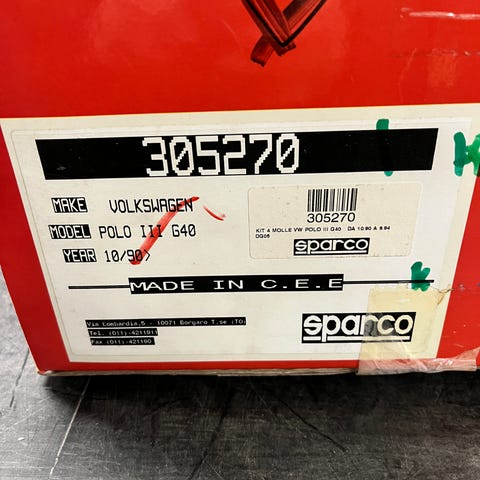 305270
MAKE VOLKSWAGEN
MODEL POLO III G40
YEAR 10/90>
305270
KIT 4 MOLLE VW POLO III G40 DA 10.90 A 8.94
DG05
sparco
MADE IN C.E.E
sparco
Via Lombardia,5 - 10071 Borgaro T.se (TO)
Tel. (011)-4211911
Fax (011)-421190